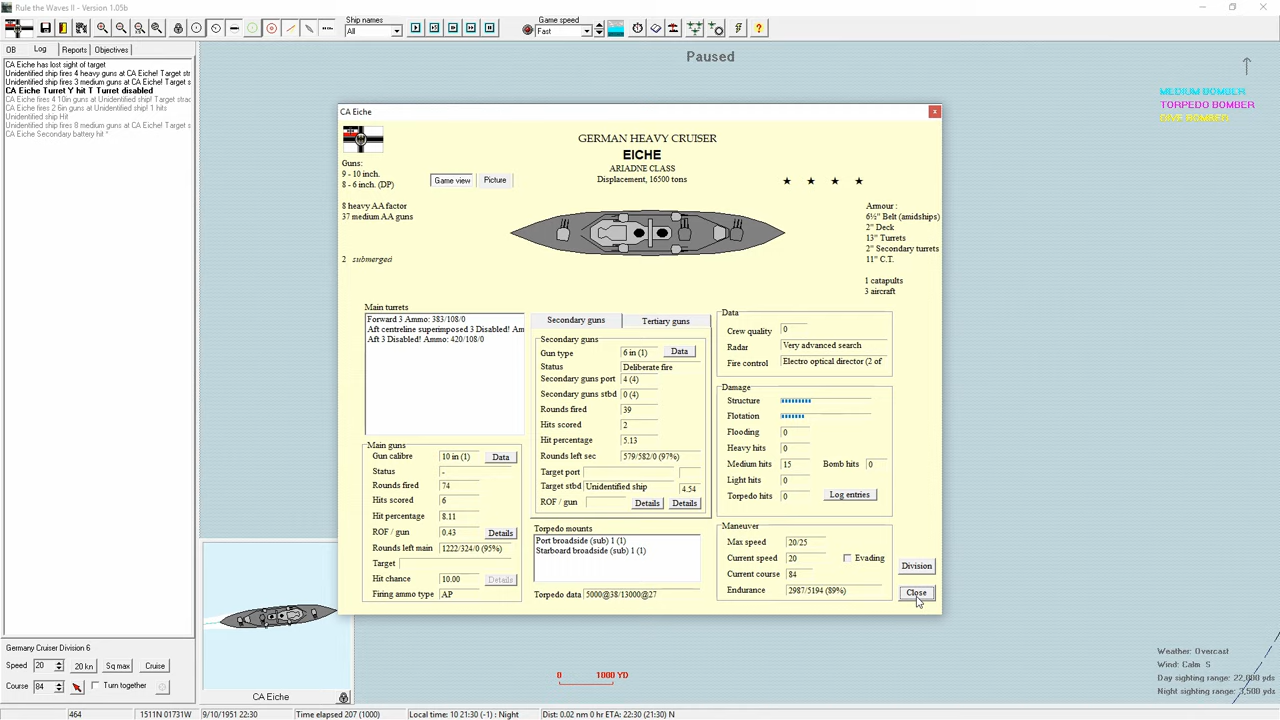 Rule the Waves II - Version 1.05b
Ship names
All
Game speed
Fast
OB Log Reports Objectives
CA Eiche has lost sight of target
Unidentified ship fires 4 heavy guns at CA Eiche! Target str
Unidentified ship fires 3 medium guns at CA Eiche! Target s
CA Eiche Turret Y hit T Turret disabled
CA Eiche fires 4 10in guns at Unidentified ship! Target strac
CA Eiche fires 2 6in guns at Unidentified ship! 1 hits
Unidentified ship Hit
Unidentified ship fires 8 medium guns at CA Eiche! Target s
CA Eiche Secondary battery hit *
Paused
MEDIUM BOMBER
TORPEDO BOMBER
DIVE BOMBER
CA Eiche
GERMAN HEAVY CRUISER
EICHE
ARIADNE CLASS
Displacement, 16500 tons
Guns:
9 - 10 inch.
8 - 6 inch. (DP)
Game view Picture
8 heavy AA factor
37 medium AA guns
2 submerged
Armour :
6½" Belt (amidships)
2" Deck
13" Turrets
2" Secondary turrets
11" C.T.
1 catapults
3 aircraft
Main turrets
Forward 3 Ammo: 383/108/0
Aft centreline superimposed 3 Disabled! Am
Aft 3 Disabled! Ammo: 420/108/0
Main guns
Gun calibre 10 in (1) Data
Status -
Rounds fired 74
Hits scored 6
Hit percentage 8.11
ROF / gun 0.43 Details
Rounds left main 1222/324/0 (95%)
Target
Hit chance 10.00 Details
Firing ammo type AP
Secondary guns Tertiary guns
Secondary guns
Gun type 6 in (1) Data
Status Deliberate fire
Secondary guns port 4 (4)
Secondary guns stbd 0 (4)
Rounds fired 39
Hits scored 2
Hit percentage 5.13
Rounds left sec 579/582/0 (97%)
Target port
Target stbd Unidentified ship 4.54
ROF / gun Details Details
Torpedo mounts
Port broadside (sub) 1 (1)
Starboard broadside (sub) 1 (1)
Torpedo data 5000@38/13000@27
Data
Crew quality 0
Radar Very advanced search
Fire control Electro optical director (2 of
Damage
Structure
Flotation
Flooding 0
Heavy hits 0
Medium hits 15 Bomb hits 0
Light hits 0
Torpedo hits 0 Log entries
Maneuver
Max speed 20/25
Current speed 20 Evading
Current course 84
Endurance 2987/5194 (89%)
Division
Close
Germany Cruiser Division 6
Speed 20 20 kn Sq max Cruise
Course 84 Turn together
CA Eiche
0 1000 YD
Weather: Overcast
Wind: Calm S
Day sighting range: 22,000 yds
Night sighting range: 3,500 yds
464 1511N 01731W 9/10/1951 22:30 Time elapsed 207 (1000) Local time: 10 21:30 (-1) : Night Dist: 0.02 nm 0 hr ETA: 22:30 (21:30) N